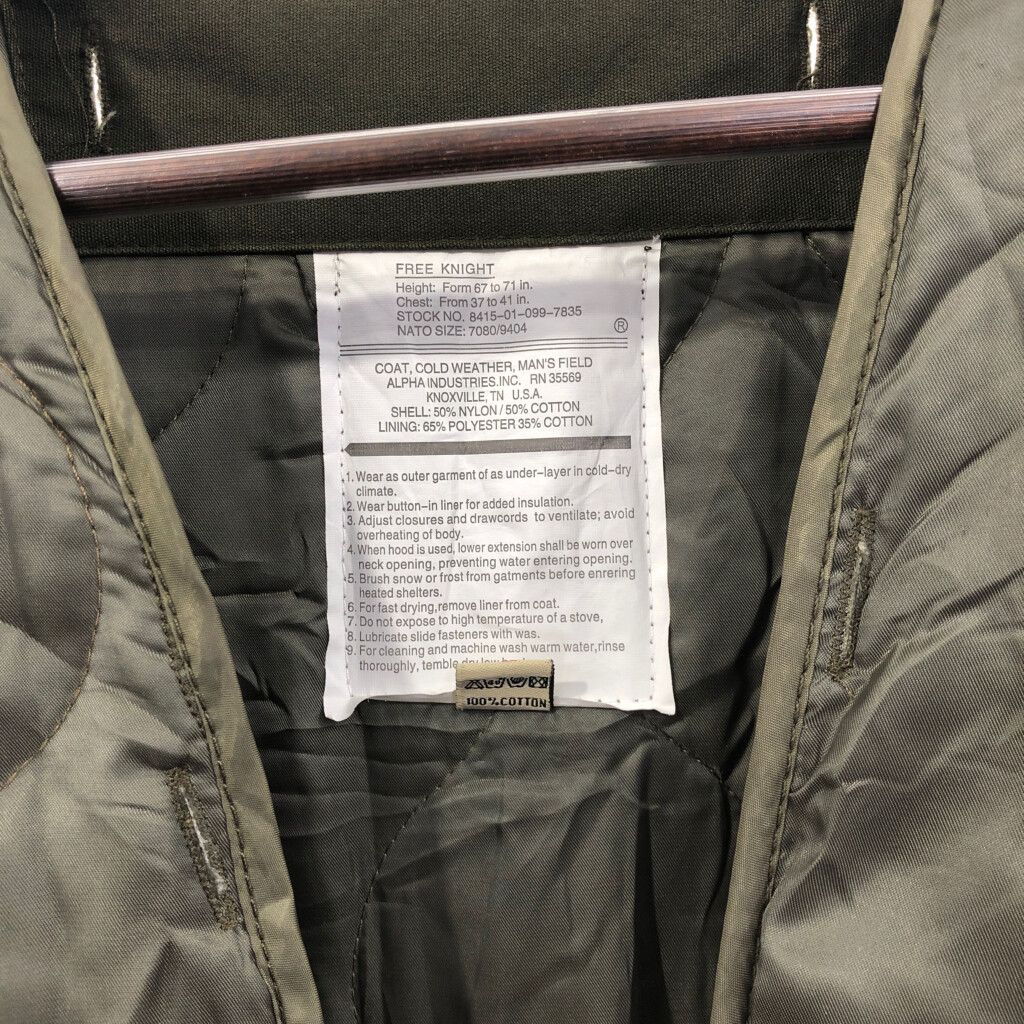 FREE KNIGHT
Height: Form 67 to 71 in.
Chest: From 37 to 41 in.
STOCK NO. 8415-01-099-7835
NATO SIZE: 7080/9404
®
COAT, COLD WEATHER, MAN'S FIELD
ALPHA INDUSTRIES.INC. RN 35569
KNOXVILLE, TN U.S.A.
SHELL: 50% NYLON / 50% COTTON
LINING: 65% POLYESTER 35% COTTON
1. Wear as outer garment of as under-layer in cold-dry
climate.
2. Wear button-in liner for added insulation.
3. Adjust closures and drawcords to ventilate; avoid
overheating of body.
4. When hood is used, lower extension shall be worn over
neck opening, preventing water entering opening.
5. Brush snow or frost from gatments before enrering
heated shelters.
6. For fast drying,remove liner from coat.
7. Do not expose to high temperature of a stove,
8. Lubricate slide fasteners with was.
9. For cleaning and machine wash warm water,rinse
thoroughly, temble dry low
100%COTTON